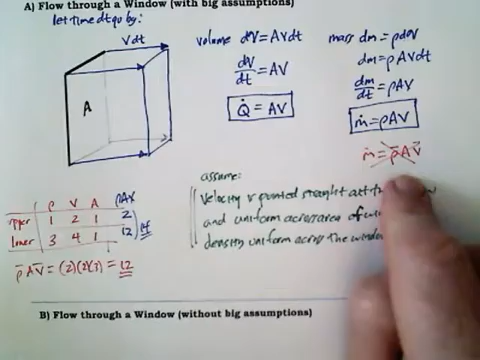 A) Flow through a Window (with big assumptions)
let time dt go by:
Vdt
A
volume dV = AVdt
dV/dt = AV
Q̇ = AV
mass dm = ρdV
dm = ρAVdt
dm/dt = ρAV
ṁ = ρAV
ṁ = ρ̄AV̄
assume:
velocity V pointed straight at
and uniform across area of
density uniform across the window
ρ V A ρAV
upper 1 2 1 2
lower 3 4 1 12
ρ̄AV̄ = (2)(2)(3) = 12
B) Flow through a Window (without big assumptions)